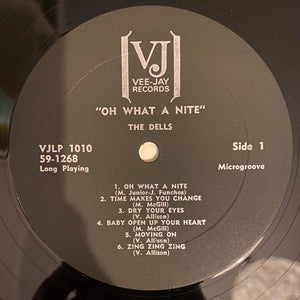 VJ
VEE-JAY
RECORDS
"OH WHAT A NITE"
THE DELLS
VJLP 1010
59-1268
Long Playing
Side 1
Microgroove
1. OH WHAT A NITE
(M. Junior-J. Funches)
2. TIME MAKES YOU CHANGE
(M. McGill)
3. DRY YOUR EYES
(V. Allison)
4. BABY OPEN UP YOUR HEART
(M. McGill)
5. MOVING ON
(V. Allison)
6. ZING ZING ZING
(V. Allison)